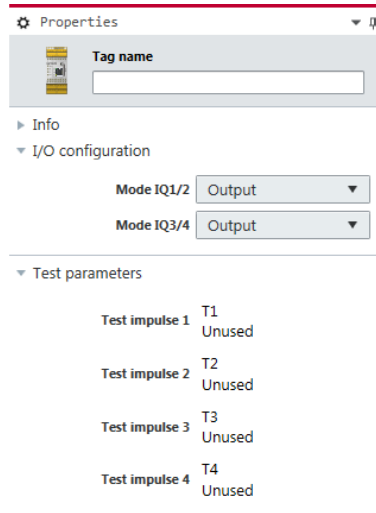 Properties
Tag name
Info
I/O configuration
Mode IQ1/2 Output
Mode IQ3/4 Output
Test parameters
Test impulse 1 T1
Unused
Test impulse 2 T2
Unused
Test impulse 3 T3
Unused
Test impulse 4 T4
Unused